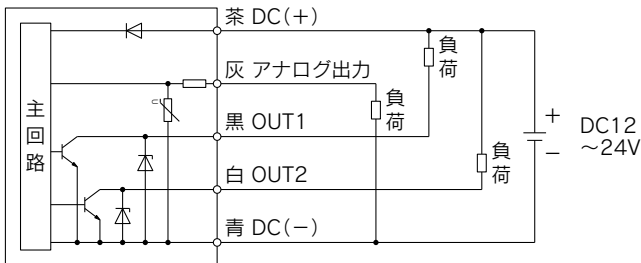 茶 DC(+)
灰 アナログ出力
負荷
負荷
主回路
黒 OUT1
+
DC12
～24V
−
負荷
白 OUT2
青 DC(−)